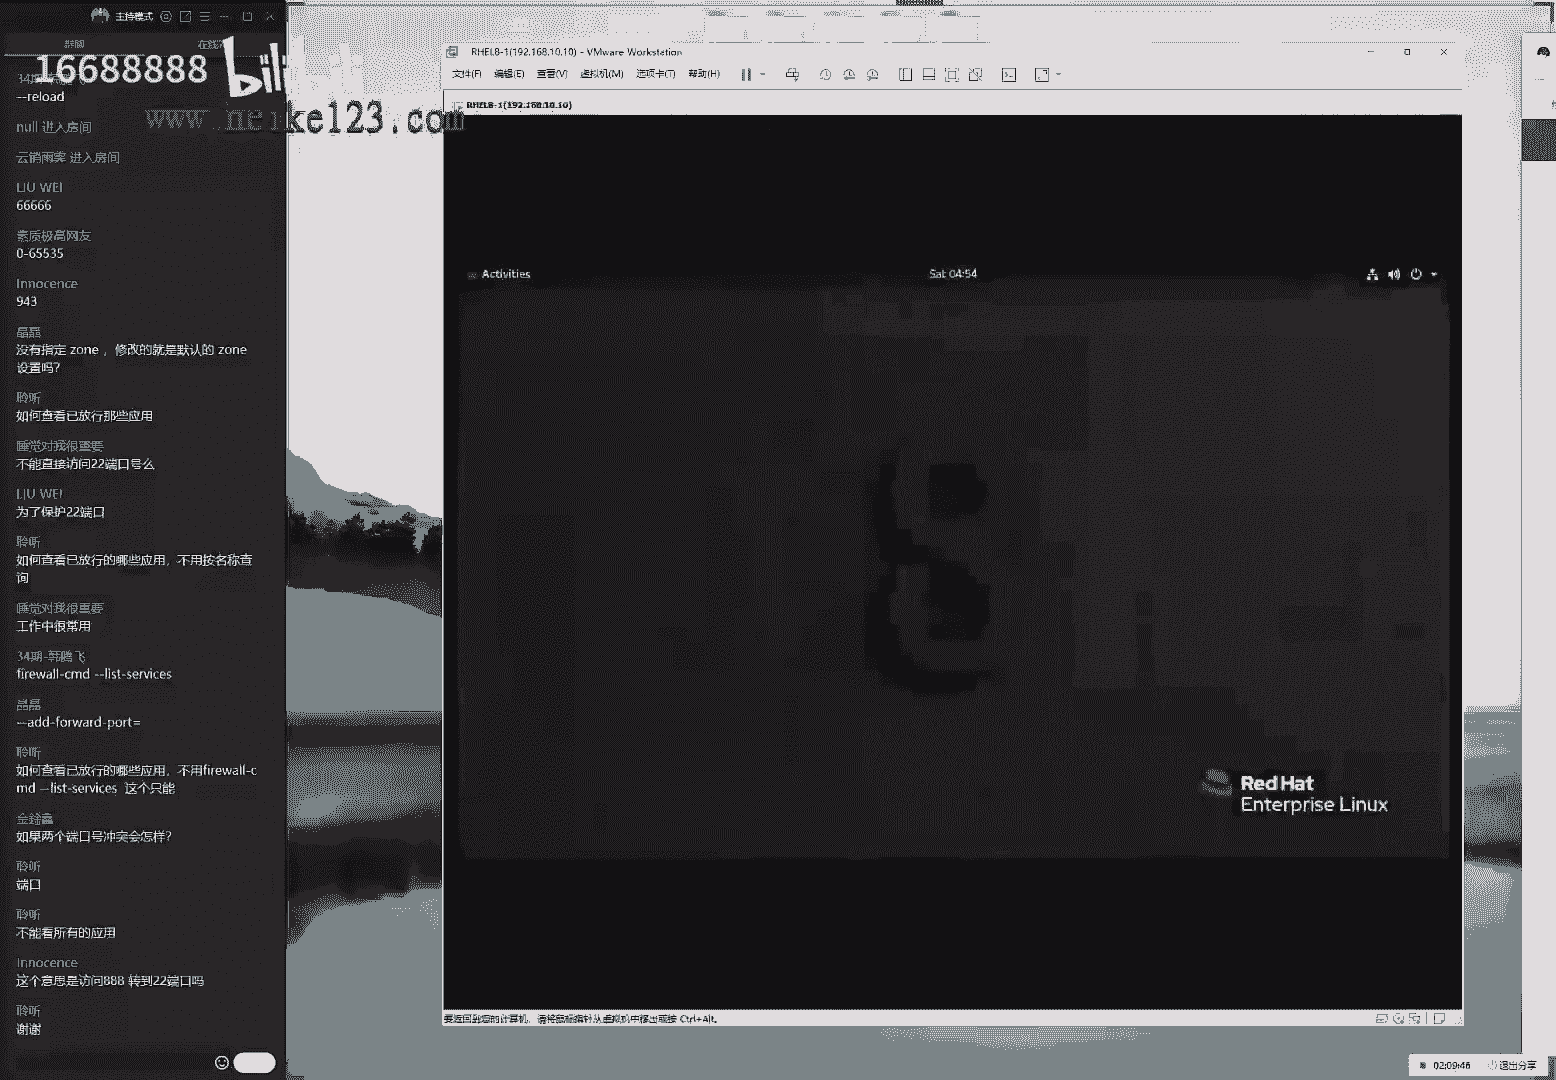 主持模式
群聊
16688888 bili
www.neike123.com
--reload
null 进入房间
云销雨霁 进入房间
LIU WEI
66666
素质极高网友
0-65535
Innocence
943
晶晶
没有指定 zone ，修改的就是默认的 zone
设置吗?
聆听
如何查看已放行那些应用
睡觉对我很重要
不能直接访问22端口号么
LIU WEI
为了保护22端口
聆听
如何查看已放行的哪些应用，不用按名称查
询
睡觉对我很重要
工作中很常用
34期-韩腾飞
firewall-cmd --list-services
晶晶
--add-forward-port=
聆听
如何查看已放行的哪些应用，不用firewall-c
md --list-services 这个只能
如果两个端口号冲突会怎样?
聆听
端口
聆听
不能看所有的应用
Innocence
这个意思是访问888 转到22端口吗
聆听
谢谢
RHEL8-1(192.168.10.10) - VMware Workstation
文件(F) 编辑(E) 查看(V) 虚拟机(M) 选项卡(T) 帮助(H)
RHEL8-1(192.168.10.10)
Activities
Sat 04:54
Red Hat
Enterprise Linux
要返回到您的计算机，请将鼠标指针从虚拟机中移出或按 Ctrl+Alt。
02:09:46 退出分享